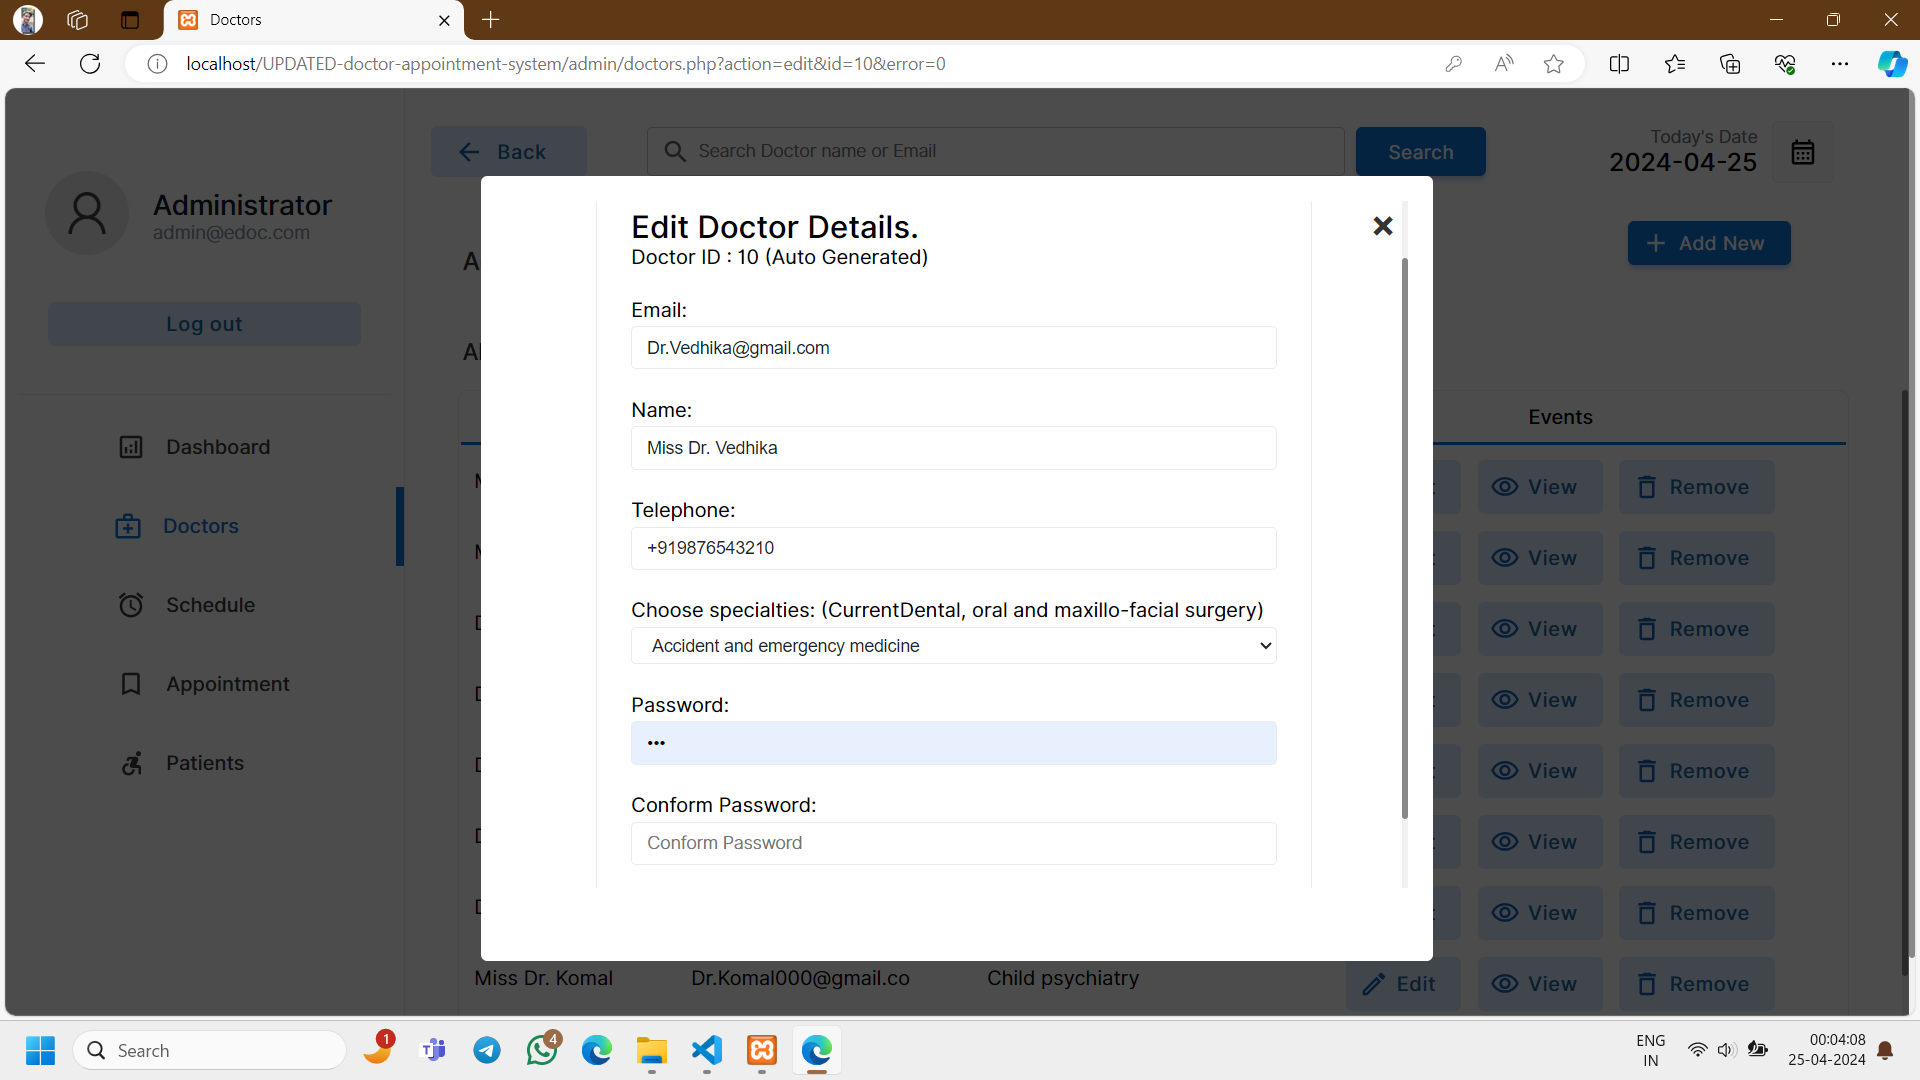 Doctors
localhost/UPDATED-doctor-appointment-system/admin/doctors.php?action=edit&id=10&error=0
Back
Search Doctor name or Email
Search
Today's Date
2024-04-25
Administrator
admin@edoc.com
Log out
Add New
Edit Doctor Details.
Doctor ID : 10 (Auto Generated)
Email:
Dr.Vedhika@gmail.com
Name:
Miss Dr. Vedhika
Telephone:
+919876543210
Choose specialties: (CurrentDental, oral and maxillo-facial surgery)
Accident and emergency medicine
Password:
•••
Conform Password:
Conform Password
Dashboard
Doctors
Schedule
Appointment
Patients
Events
View Remove
View Remove
View Remove
View Remove
View Remove
View Remove
View Remove
Miss Dr. Komal Dr.Komal000@gmail.co Child psychiatry Edit View Remove
Search
1
4
ENG
IN
00:04:08
25-04-2024